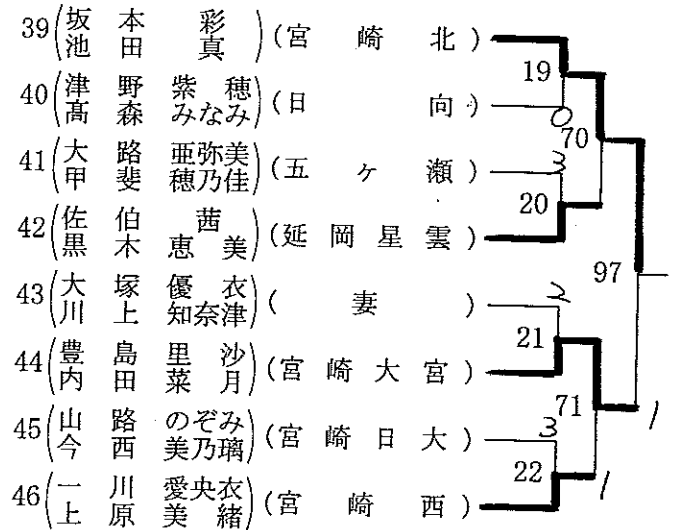 39(坂本 彩 池田 真)(宮崎北)
19
40(津野紫穂 髙森みなみ)(日向)
0
70
41(大路亜弥美 甲斐穂乃佳)(五ヶ瀬)
3
20
42(佐伯 茜 黒木恵美)(延岡星雲)
97
43(大塚優衣 川上知奈津)(妻)
2
21
44(豊島里沙 内田菜月)(宮崎大宮)
71
1
45(山路のぞみ 今西美乃璃)(宮崎日大)
3
22
1
46(一川愛央衣 上原美緒)(宮崎西)